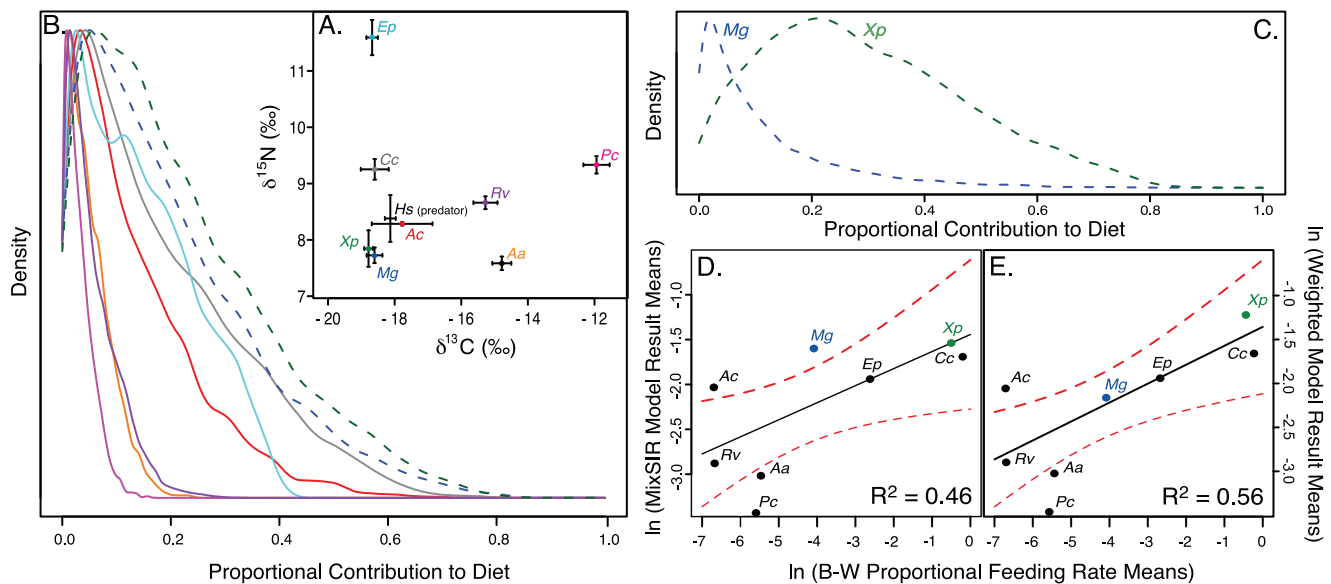 B.
Density
0.0 0.2 0.4 0.6 0.8 1.0
Proportional Contribution to Diet
A.
Ep
Cc
Pc
Rv
Hs (predator)
Ac
Xp
Mg
Aa
11
10
9
8
7
δ15N (‰)
-20 -18 -16 -14 -12
δ13C (‰)
C.
Mg
Xp
Density
0.0 0.2 0.4 0.6 0.8 1.0
Proportional Contribution to Diet
D.
ln (MixSIR Model Result Means)
-1.0
-1.5
-2.0
-2.5
-3.0
Mg
Xp
Ep
Cc
Ac
Rv
Aa
Pc
R2 = 0.46
-7 -6 -5 -4 -3 -2 -1 0
E.
Xp
Cc
Ep
Ac
Mg
Rv
Aa
Pc
R2 = 0.56
-7 -6 -5 -4 -3 -2 -1 0
-1.0
-1.5
-2.0
-2.5
-3.0
ln (Weighted Model Result Means)
ln (B-W Proportional Feeding Rate Means)